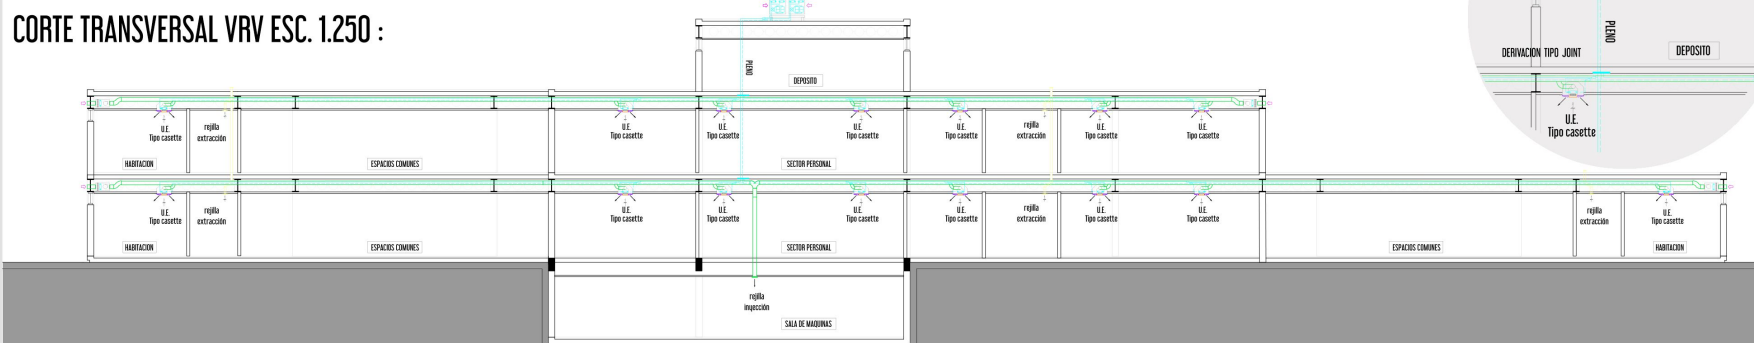 CORTE TRANSVERSAL VRV ESC. 1.250 :
PLENO
DEPOSITO
DERIVACION TIPO JOINT
PLENO
DEPOSITO
U.E.
Tipo casette
U.E.
Tipo casette
rejilla
extracción
U.E.
Tipo casette
U.E.
Tipo casette
U.E.
Tipo casette
U.E.
Tipo casette
rejilla
extracción
U.E.
Tipo casette
U.E.
Tipo casette
HABITACION
ESPACIOS COMUNES
SECTOR PERSONAL
U.E.
Tipo casette
rejilla
extracción
U.E.
Tipo casette
U.E.
Tipo casette
U.E.
Tipo casette
U.E.
Tipo casette
rejilla
extracción
U.E.
Tipo casette
U.E.
Tipo casette
rejilla
extracción
U.E.
Tipo casette
HABITACION
ESPACIOS COMUNES
SECTOR PERSONAL
ESPACIOS COMUNES
HABITACION
rejilla
inyección
SALA DE MAQUINAS